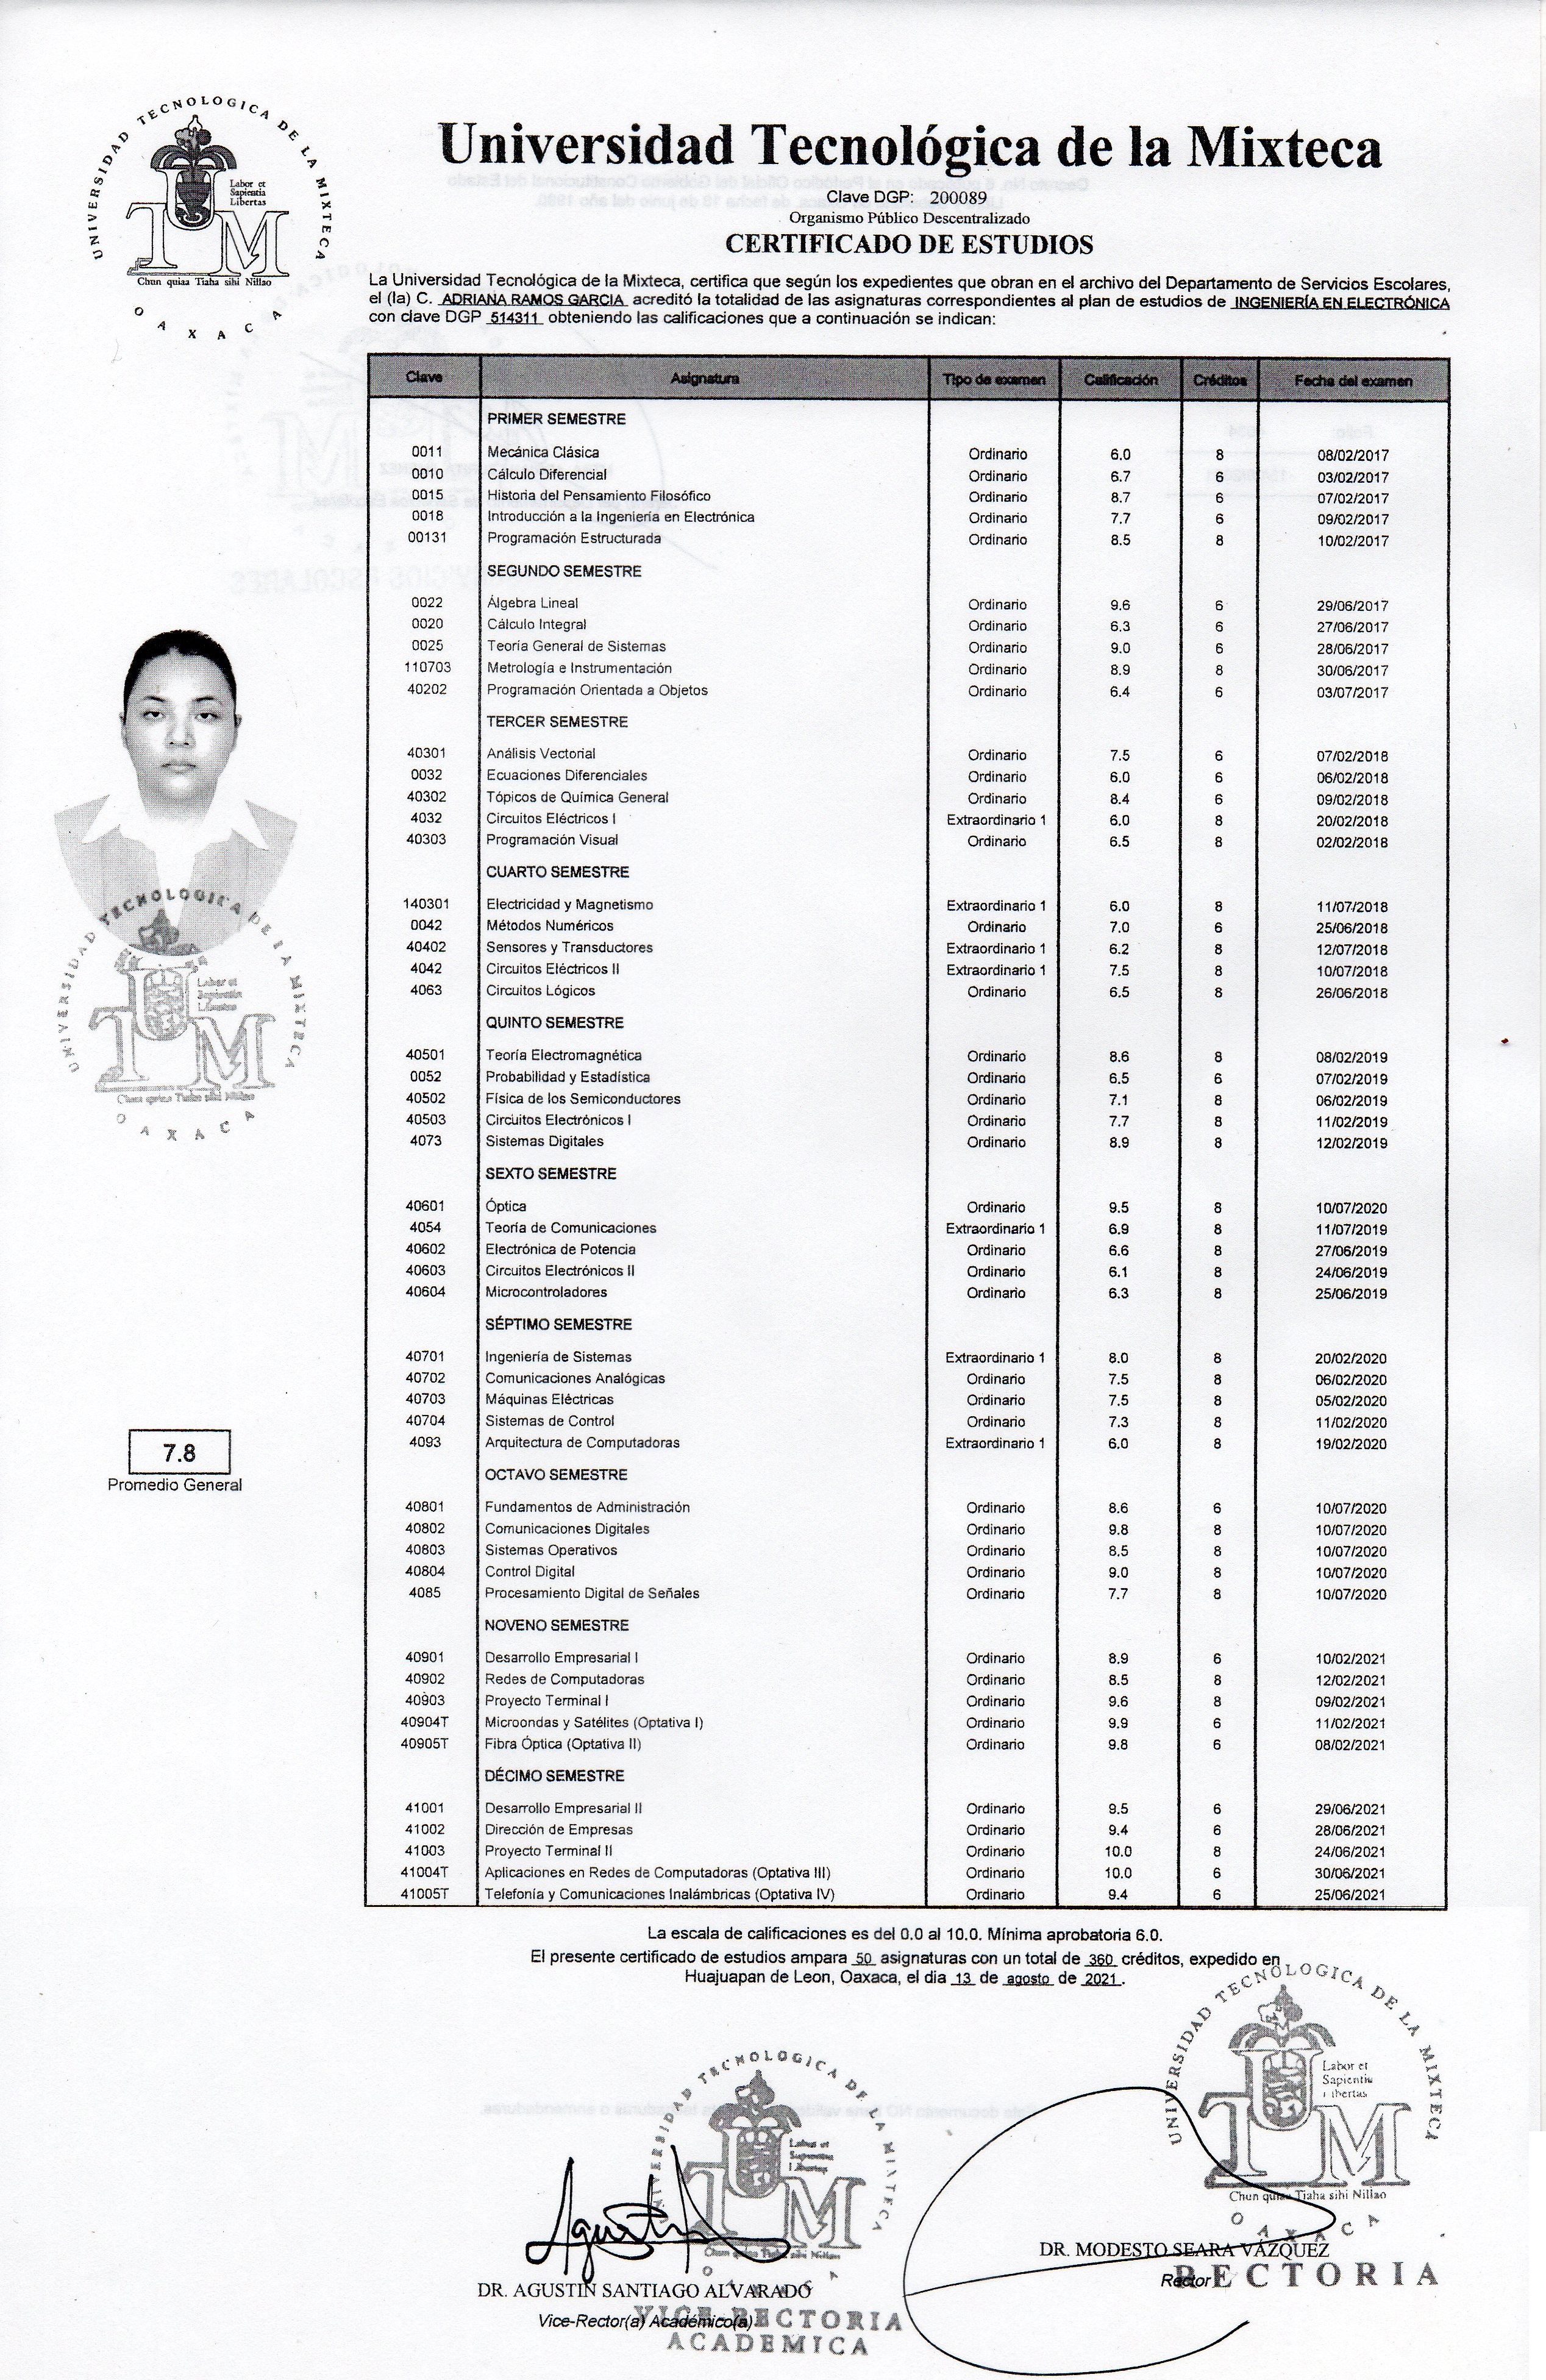 UNIVERSIDAD TECNOLOGICA DE LA MIXTECA
Labor et
Sapientia
Libertas
UTM
Chun quiaa Tiaha sihi Nillao
OAXACA
Universidad Tecnológica de la Mixteca
Clave DGP: 200089
Organismo Público Descentralizado
CERTIFICADO DE ESTUDIOS
La Universidad Tecnológica de la Mixteca, certifica que según los expedientes que obran en el archivo del Departamento de Servicios Escolares,
el (la) C. ADRIANA RAMOS GARCIA acreditó la totalidad de las asignaturas correspondientes al plan de estudios de INGENIERÍA EN ELECTRÓNICA
con clave DGP 514311 obteniendo las calificaciones que a continuación se indican:
Clave Asignatura Tipo de examen Calificación Créditos Fecha del examen
PRIMER SEMESTRE
0011 Mecánica Clásica Ordinario 6.0 8 08/02/2017
0010 Cálculo Diferencial Ordinario 6.7 6 03/02/2017
0015 Historia del Pensamiento Filosófico Ordinario 8.7 6 07/02/2017
0018 Introducción a la Ingeniería en Electrónica Ordinario 7.7 6 09/02/2017
00131 Programación Estructurada Ordinario 8.5 8 10/02/2017
SEGUNDO SEMESTRE
0022 Álgebra Lineal Ordinario 9.6 6 29/06/2017
0020 Cálculo Integral Ordinario 6.3 6 27/06/2017
0025 Teoría General de Sistemas Ordinario 9.0 6 28/06/2017
110703 Metrología e Instrumentación Ordinario 8.9 8 30/06/2017
40202 Programación Orientada a Objetos Ordinario 6.4 6 03/07/2017
TERCER SEMESTRE
40301 Análisis Vectorial Ordinario 7.5 6 07/02/2018
0032 Ecuaciones Diferenciales Ordinario 6.0 6 06/02/2018
40302 Tópicos de Química General Ordinario 8.4 6 09/02/2018
4032 Circuitos Eléctricos I Extraordinario 1 6.0 8 20/02/2018
40303 Programación Visual Ordinario 6.5 8 02/02/2018
CUARTO SEMESTRE
140301 Electricidad y Magnetismo Extraordinario 1 6.0 8 11/07/2018
0042 Métodos Numéricos Ordinario 7.0 6 25/06/2018
40402 Sensores y Transductores Extraordinario 1 6.2 8 12/07/2018
4042 Circuitos Eléctricos II Extraordinario 1 7.5 8 10/07/2018
4063 Circuitos Lógicos Ordinario 6.5 8 26/06/2018
QUINTO SEMESTRE
40501 Teoría Electromagnética Ordinario 8.6 8 08/02/2019
0052 Probabilidad y Estadística Ordinario 6.5 6 07/02/2019
40502 Física de los Semiconductores Ordinario 7.1 8 06/02/2019
40503 Circuitos Electrónicos I Ordinario 7.7 8 11/02/2019
4073 Sistemas Digitales Ordinario 8.9 8 12/02/2019
SEXTO SEMESTRE
40601 Óptica Ordinario 9.5 8 10/07/2020
4054 Teoría de Comunicaciones Extraordinario 1 6.9 8 11/07/2019
40602 Electrónica de Potencia Ordinario 6.6 8 27/06/2019
40603 Circuitos Electrónicos II Ordinario 6.1 8 24/06/2019
40604 Microcontroladores Ordinario 6.3 8 25/06/2019
SÉPTIMO SEMESTRE
40701 Ingeniería de Sistemas Extraordinario 1 8.0 8 20/02/2020
40702 Comunicaciones Analógicas Ordinario 7.5 8 06/02/2020
40703 Máquinas Eléctricas Ordinario 7.5 8 05/02/2020
40704 Sistemas de Control Ordinario 7.3 8 11/02/2020
4093 Arquitectura de Computadoras Extraordinario 1 6.0 8 19/02/2020
OCTAVO SEMESTRE
40801 Fundamentos de Administración Ordinario 8.6 6 10/07/2020
40802 Comunicaciones Digitales Ordinario 9.8 8 10/07/2020
40803 Sistemas Operativos Ordinario 8.5 8 10/07/2020
40804 Control Digital Ordinario 9.0 8 10/07/2020
4085 Procesamiento Digital de Señales Ordinario 7.7 8 10/07/2020
NOVENO SEMESTRE
40901 Desarrollo Empresarial I Ordinario 8.9 6 10/02/2021
40902 Redes de Computadoras Ordinario 8.5 8 12/02/2021
40903 Proyecto Terminal I Ordinario 9.6 8 09/02/2021
40904T Microondas y Satélites (Optativa I) Ordinario 9.9 6 11/02/2021
40905T Fibra Óptica (Optativa II) Ordinario 9.8 6 08/02/2021
DÉCIMO SEMESTRE
41001 Desarrollo Empresarial II Ordinario 9.5 6 29/06/2021
41002 Dirección de Empresas Ordinario 9.4 6 28/06/2021
41003 Proyecto Terminal II Ordinario 10.0 8 24/06/2021
41004T Aplicaciones en Redes de Computadoras (Optativa III) Ordinario 10.0 6 30/06/2021
41005T Telefonía y Comunicaciones Inalámbricas (Optativa IV) Ordinario 9.4 6 25/06/2021
UNIVERSIDAD TECNOLOGICA DE LA MIXTECA
UTM
OAXACA
7.8
Promedio General
La escala de calificaciones es del 0.0 al 10.0. Mínima aprobatoria 6.0.
El presente certificado de estudios ampara 50 asignaturas con un total de 360 créditos, expedido en
Huajuapan de Leon, Oaxaca, el dia 13 de agosto de 2021.
UNIVERSIDAD TECNOLOGICA DE LA MIXTECA
Labor et
UTM
Chun quiaa Tiaha sihi Nillao
OAXACA
DR. MODESTO SEARA VÁZQUEZ
Rector
RECTORIA
UNIVERSIDAD TECNOLOGICA DE LA MIXTECA
UTM
DR. AGUSTIN SANTIAGO ALVARADO
Vice-Rector(a) Académico(a)
VICE-RECTORIA
ACADEMICA